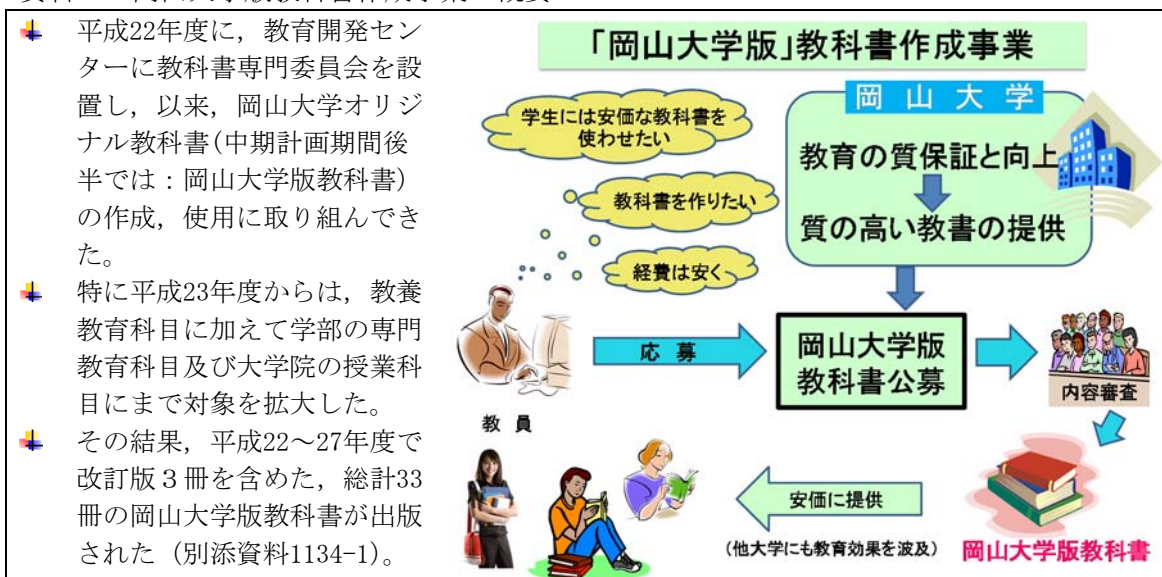 平成22年度に，教育開発セン
ターに教科書専門委員会を設
置し，以来，岡山大学オリジ
ナル教科書(中期計画期間後
半では：岡山大学版教科書)
の作成，使用に取り組んでき
た。
特に平成23年度からは，教養
教育科目に加えて学部の専門
教育科目及び大学院の授業科
目にまで対象を拡大した。
その結果，平成22～27年度で
改訂版３冊を含めた，総計33
冊の岡山大学版教科書が出版
された（別添資料1134-1）。
「岡山大学版」教科書作成事業
学生には安価な教科書を
使わせたい
教科書を作りたい
経費は安く
岡山大学
教育の質保証と向上
質の高い教書の提供
教員
応募
岡山大学版
教科書公募
内容審査
岡山大学版教科書
安価に提供
(他大学にも教育効果を波及)